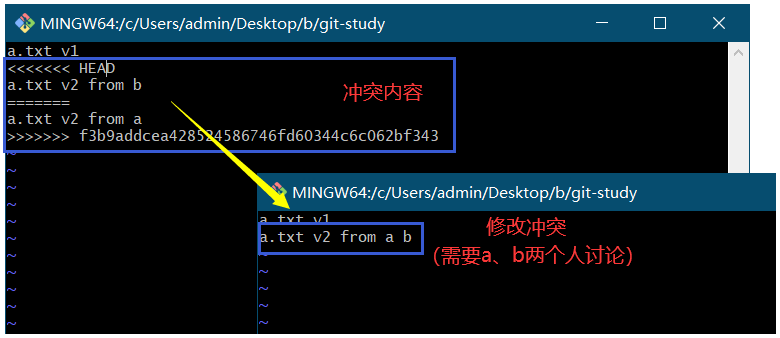 MINGW64:/c/Users/admin/Desktop/b/git-study
a.txt v1
<<<<<<< HEAD
a.txt v2 from b
=======
a.txt v2 from a
>>>>>>> f3b9addcea428524586746fd60344c6c062bf343
~
~
~
~
~
~
~
~
~
~
~
冲突内容
MINGW64:/c/Users/admin/Desktop/b/git-study
a.txt v1
a.txt v2 from a b
~
~
~
~
~
修改冲突
(需要a、b两个人讨论)